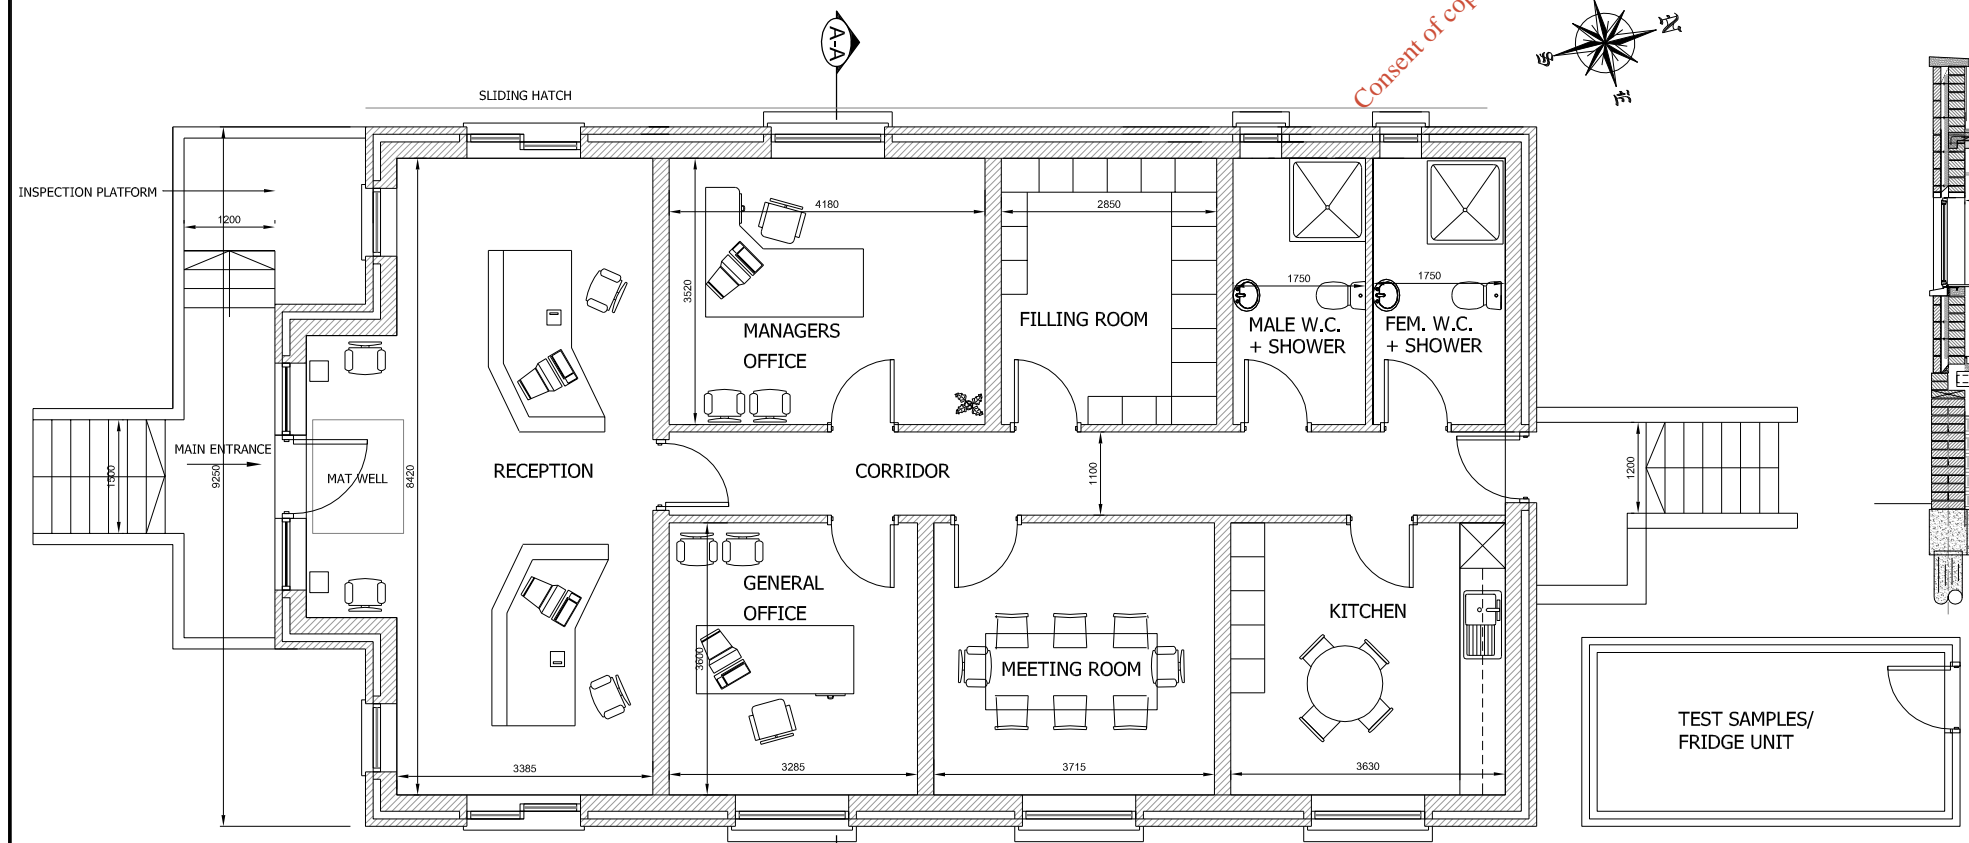 Consent of cop
A-A
N
S
E
SLIDING HATCH
INSPECTION PLATFORM
1200
4180
2850
3520
1750
1750
MANAGERS
OFFICE
FILLING ROOM
MALE W.C.
+ SHOWER
FEM. W.C.
+ SHOWER
MAIN ENTRANCE
1500
9250
MAT WELL
8420
RECEPTION
CORRIDOR
1100
1200
GENERAL
OFFICE
3600
MEETING ROOM
KITCHEN
TEST SAMPLES/
FRIDGE UNIT
3385
3285
3715
3630